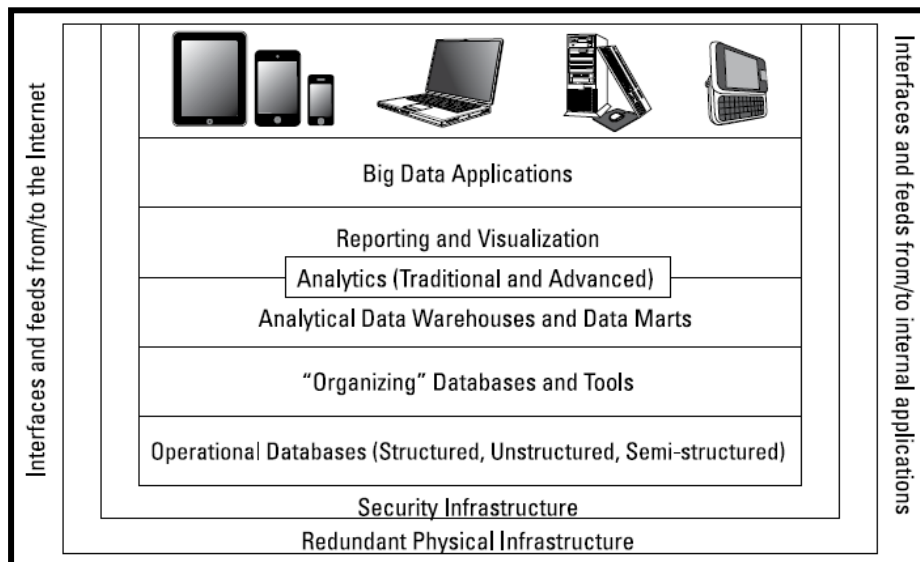 Interfaces and feeds from/to the Internet
Big Data Applications
Reporting and Visualization
Analytics (Traditional and Advanced)
Analytical Data Warehouses and Data Marts
“Organizing” Databases and Tools
Operational Databases (Structured, Unstructured, Semi-structured)
Security Infrastructure
Redundant Physical Infrastructure
Interfaces and feeds from/to internal applications